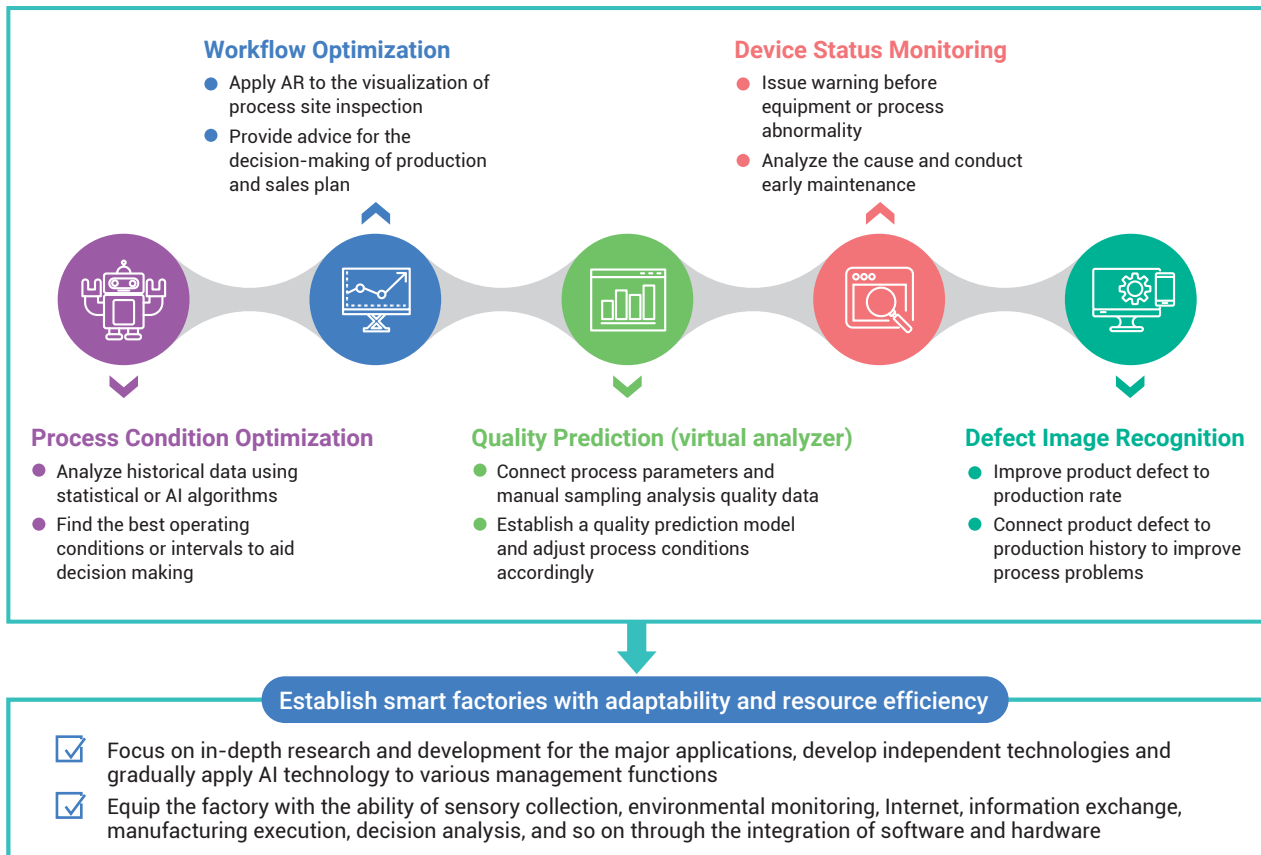 Workflow Optimization
Apply AR to the visualization of
process site inspection
Provide advice for the
decision-making of production
and sales plan
Device Status Monitoring
Issue warning before
equipment or process
abnormality
Analyze the cause and conduct
early maintenance
Process Condition Optimization
Analyze historical data using
statistical or AI algorithms
Find the best operating
conditions or intervals to aid
decision making
Quality Prediction (virtual analyzer)
Connect process parameters and
manual sampling analysis quality data
Establish a quality prediction model
and adjust process conditions
accordingly
Defect Image Recognition
Improve product defect to
production rate
Connect product defect to
production history to improve
process problems
Establish smart factories with adaptability and resource efficiency
Focus on in-depth research and development for the major applications, develop independent technologies and
gradually apply AI technology to various management functions
Equip the factory with the ability of sensory collection, environmental monitoring, Internet, information exchange,
manufacturing execution, decision analysis, and so on through the integration of software and hardware